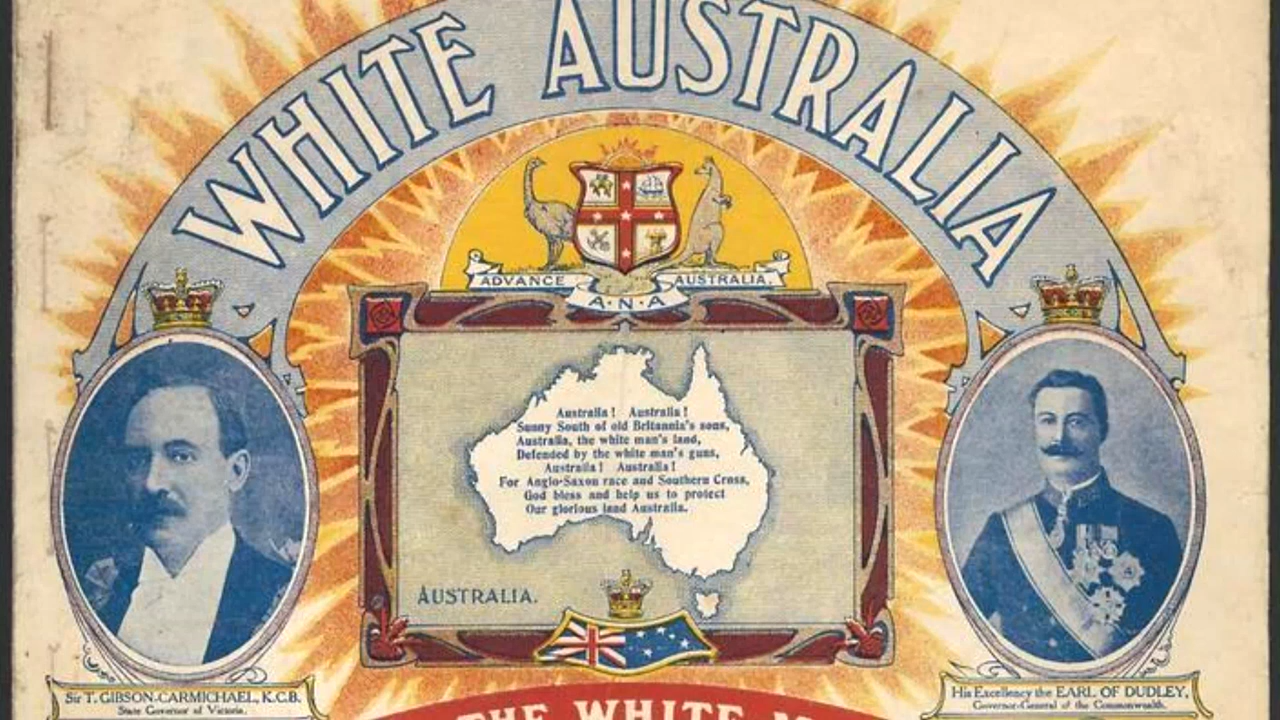 WHITE AUSTRALIA
ADVANCE AUSTRALIA.
A·N·A
Australia! Australia!
Sunny South of old Britannia's sons,
Australia, the white man's land,
Defended by the white man's guns,
Australia! Australia!
For Anglo-Saxon race and Southern Cross,
God bless and help us to protect
Our glorious land Australia.
AUSTRALIA.
Sir T. GIBSON-CARMICHAEL, K.C.B.
State Governor of Victoria.
His Excellency the EARL OF DUDLEY,
Governor-General of the Commonwealth.
THE WHITE